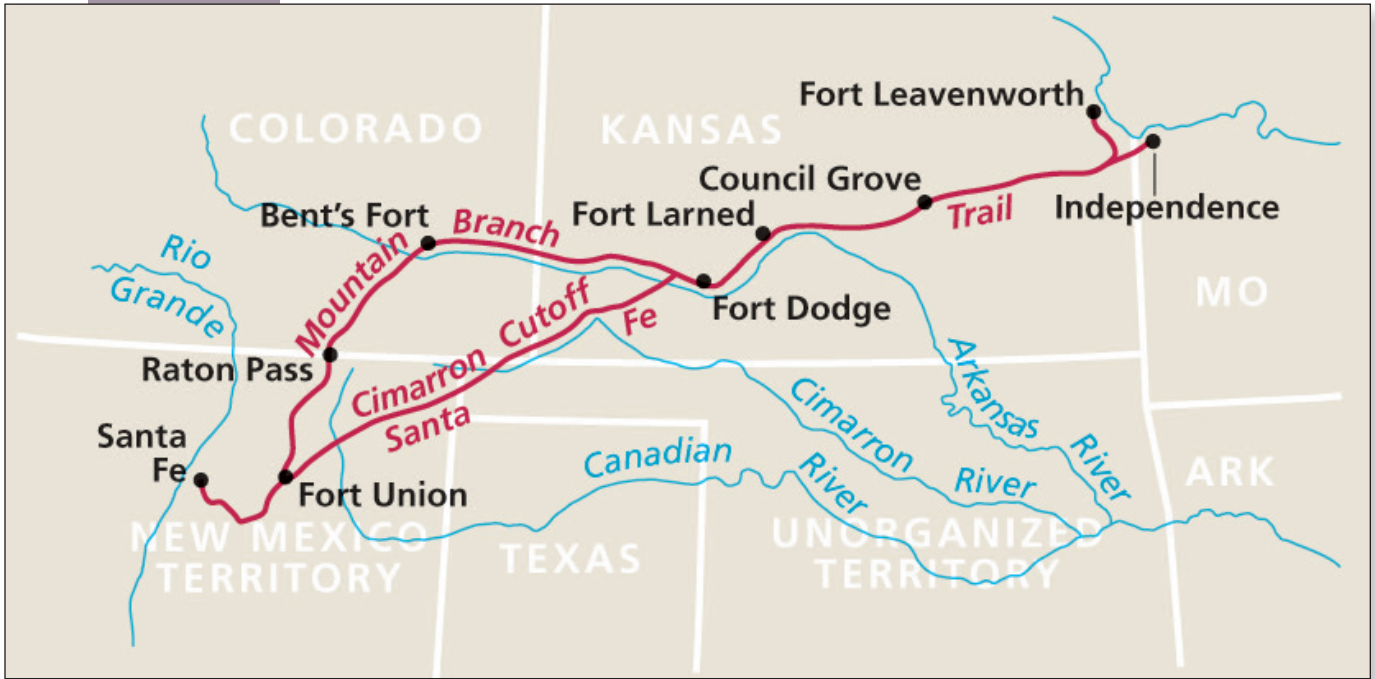 Fort Leavenworth
COLORADO
KANSAS
Council Grove
Independence
Trail
Bent's Fort
Branch
Fort Larned
Mountain
Rio
Grande
Fort Dodge
MO
Cimarron Cutoff
Santa Fe
Raton Pass
Arkansas
River
Cimarron
River
Santa
Fe
Canadian
River
ARK
Fort Union
NEW MEXICO
TERRITORY
TEXAS
UNORGANIZED
TERRITORY